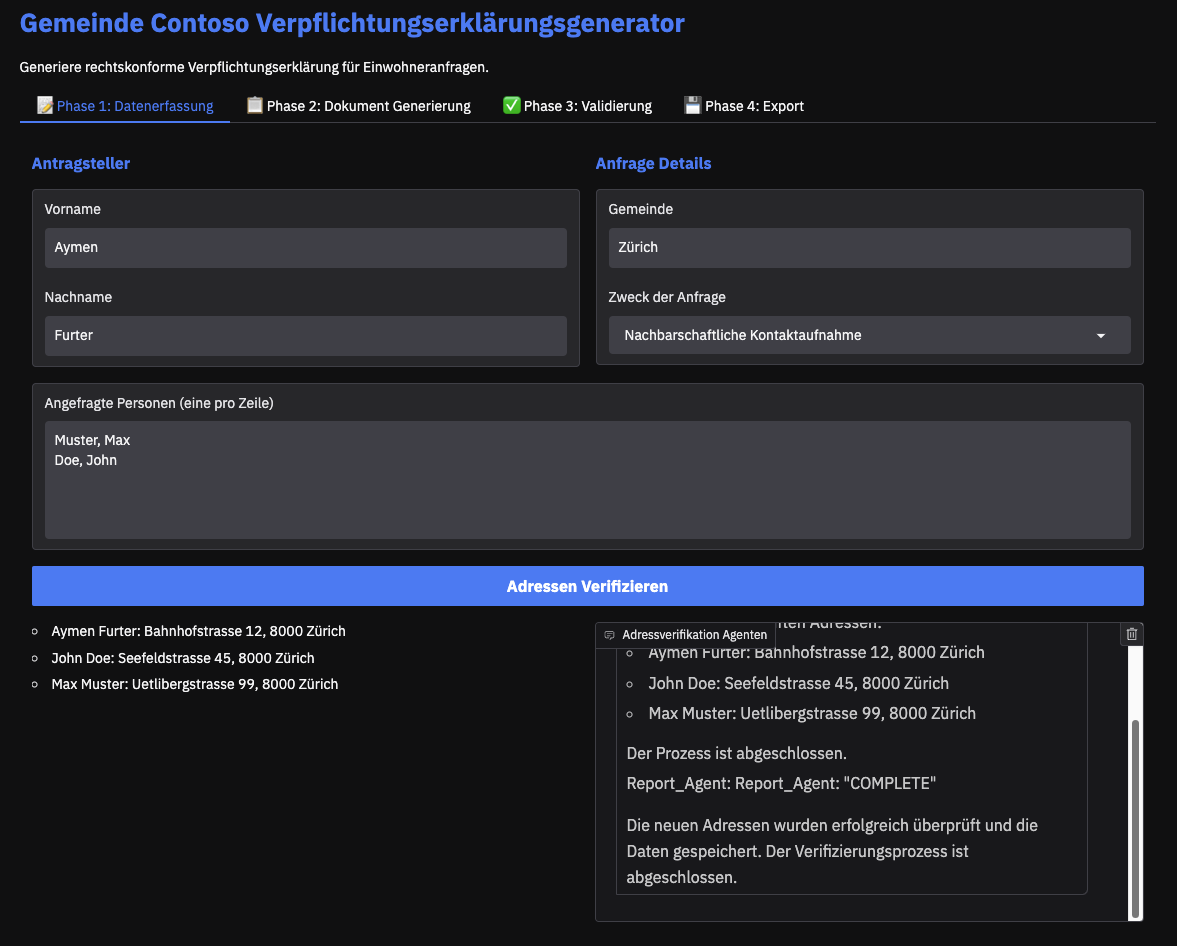 Gemeinde Contoso Verpflichtungserklärungsgenerator
Generiere rechtskonforme Verpflichtungserklärung für Einwohneranfragen.
Phase 1: Datenerfassung
Phase 2: Dokument Generierung
Phase 3: Validierung
Phase 4: Export
Antragsteller
Vorname
Aymen
Nachname
Furter
Anfrage Details
Gemeinde
Zürich
Zweck der Anfrage
Nachbarschaftliche Kontaktaufnahme
Angefragte Personen (eine pro Zeile)
Muster, Max
Doe, John
Adressen Verifizieren
Aymen Furter: Bahnhofstrasse 12, 8000 Zürich
John Doe: Seefeldstrasse 45, 8000 Zürich
Max Muster: Uetlibergstrasse 99, 8000 Zürich
Adressverifikation Agenten
Adressen:
Aymen Furter: Bahnhofstrasse 12, 8000 Zürich
John Doe: Seefeldstrasse 45, 8000 Zürich
Max Muster: Uetlibergstrasse 99, 8000 Zürich
Der Prozess ist abgeschlossen.
Report_Agent: Report_Agent: "COMPLETE"
Die neuen Adressen wurden erfolgreich überprüft und die
Daten gespeichert. Der Verifizierungsprozess ist
abgeschlossen.